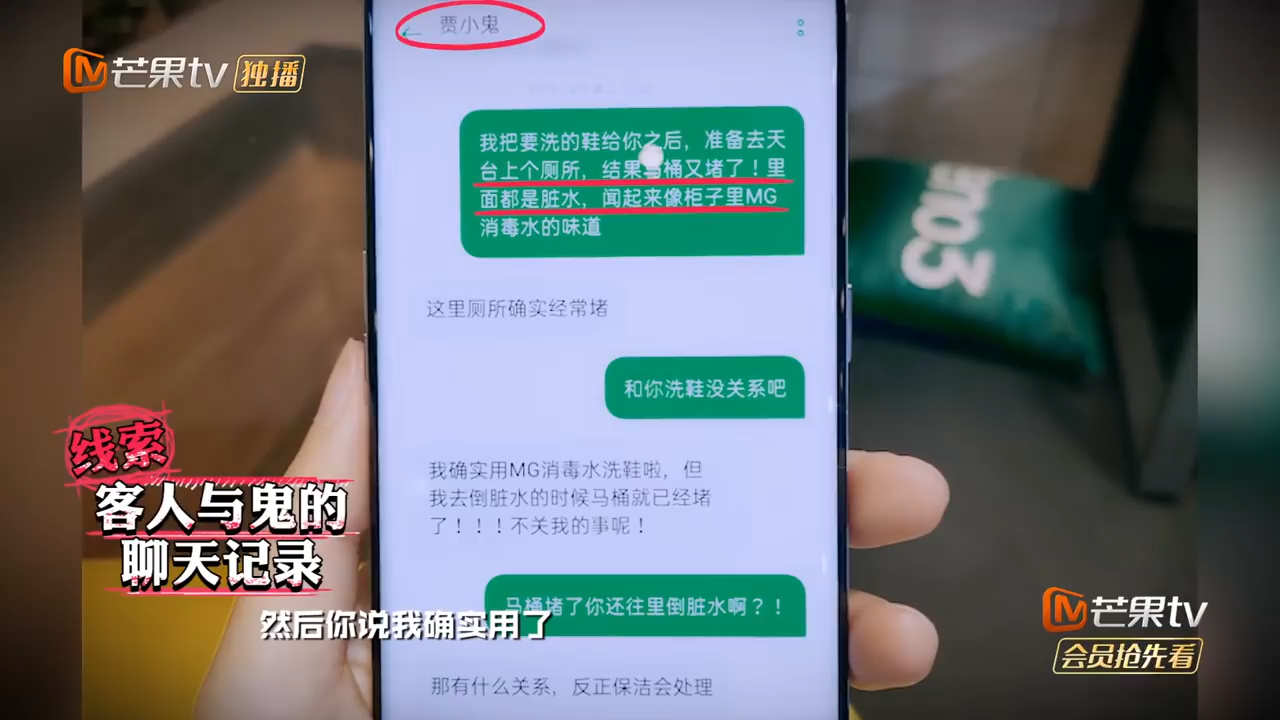 贾小鬼
芒果tv 独播
我把要洗的鞋给你之后，准备去天
台上个厕所，结果马桶又堵了！里
面都是脏水，闻起来像柜子里MG
消毒水的味道
这里厕所确实经常堵
和你洗鞋没关系吧
我确实用MG消毒水洗鞋啦，但
我去倒脏水的时候马桶就已经堵
了！！！不关我的事呢！
马桶堵了你还往里倒脏水啊？！
那有什么关系，反正保洁会处理
线索
客人与鬼的
聊天记录
然后你说我确实用了
eno3
芒果tv
会员抢先看